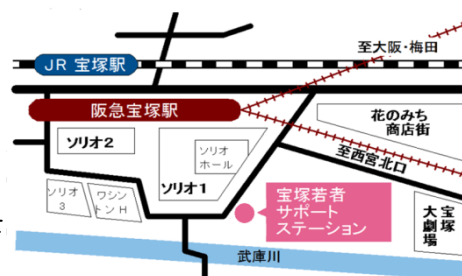 至大阪・梅田
JR 宝塚駅
阪急宝塚駅
花のみち
商店街
ソリオ2
ソリオ
ホール
至西宮北口
ソリオ1
ソリオ
3
ワシン
トンH
宝塚若者
サポート
ステーション
宝塚
大劇場
武庫川